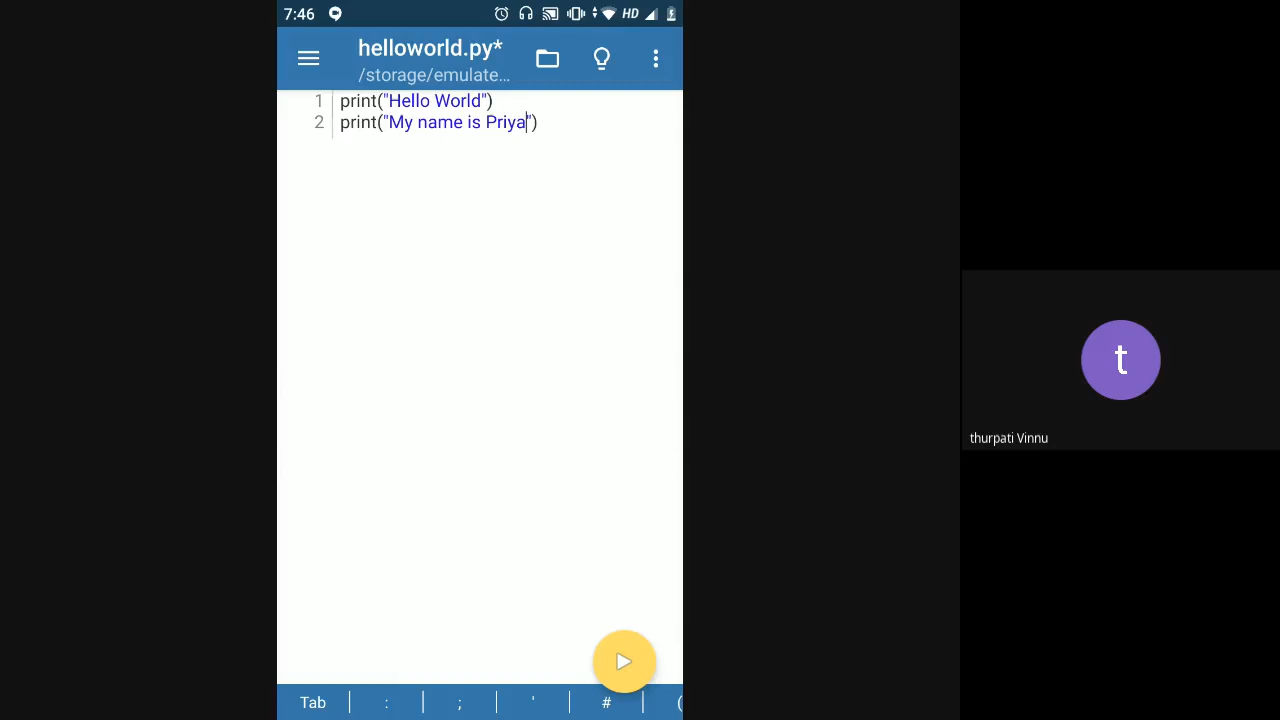 7:46 HD
helloworld.py*
/storage/emulate...
1 print("Hello World")
2 print("My name is Priya")
Tab : ; ' # (
t
thurpati Vinnu